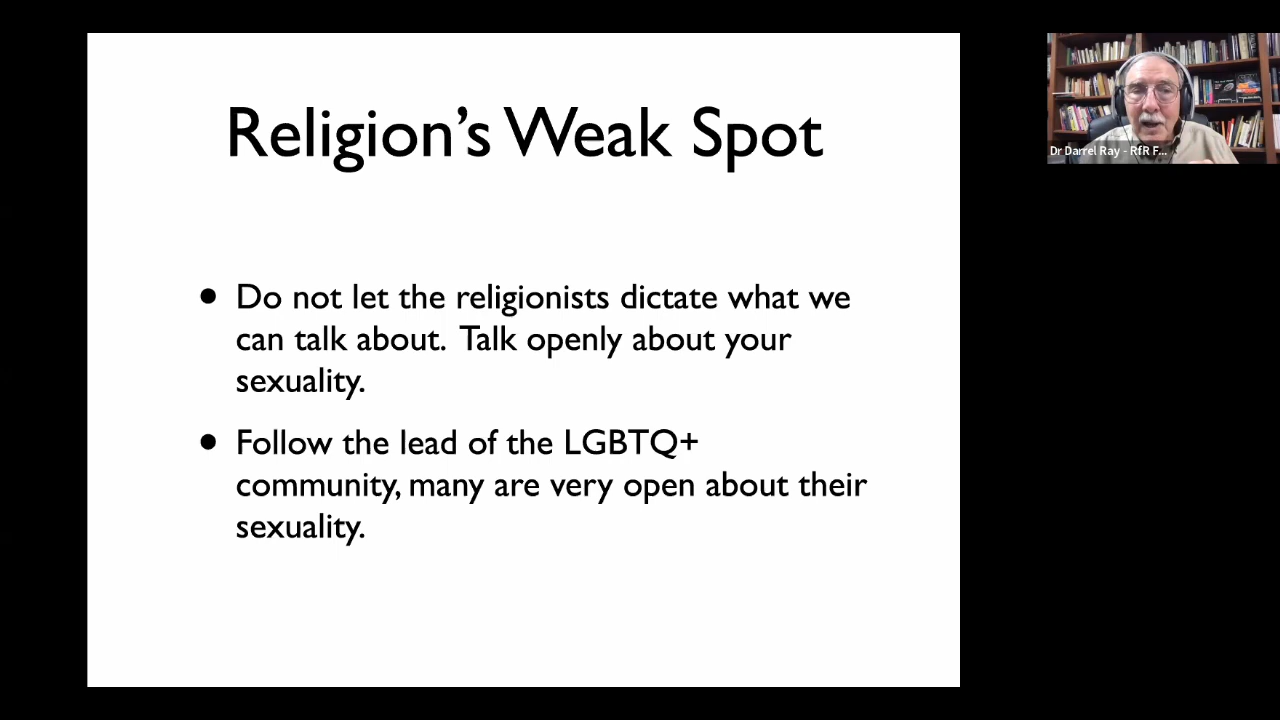 Religion's Weak Spot
• Do not let the religionists dictate what we
can talk about.  Talk openly about your
sexuality.
• Follow the lead of the LGBTQ+
community, many are very open about their
sexuality.
Dr Darrel Ray - RfR F...